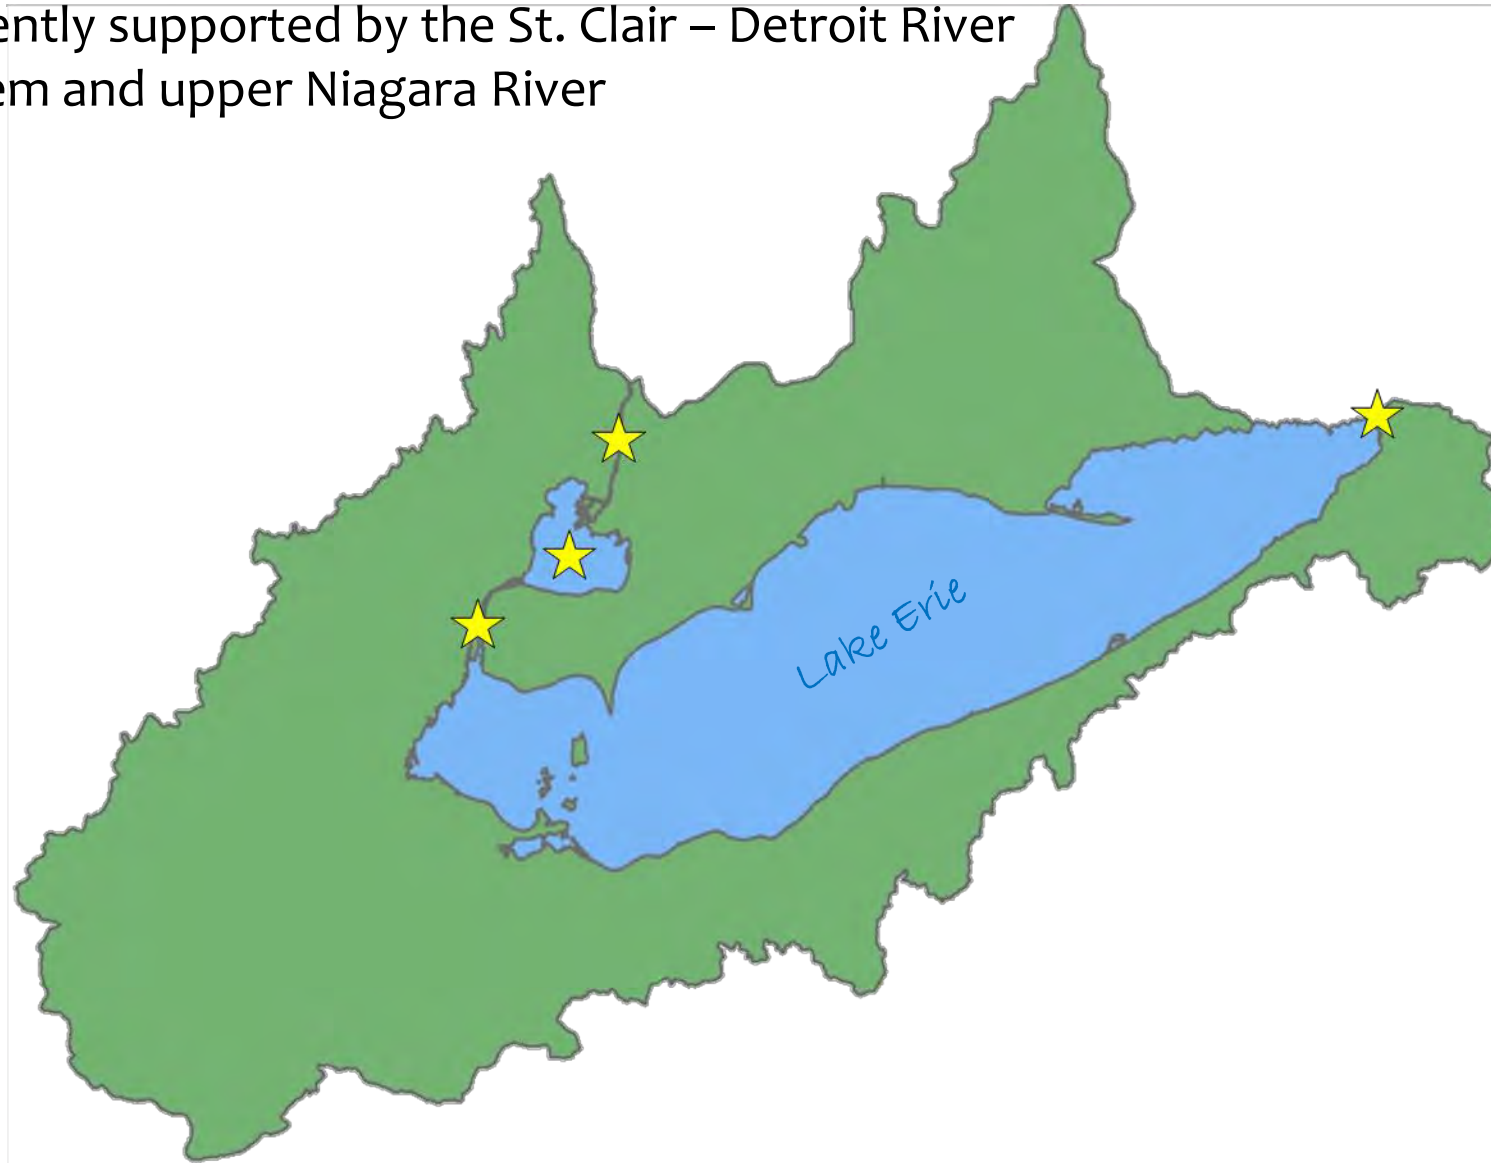 ently supported by the St. Clair – Detroit River
em and upper Niagara River
Lake Erie